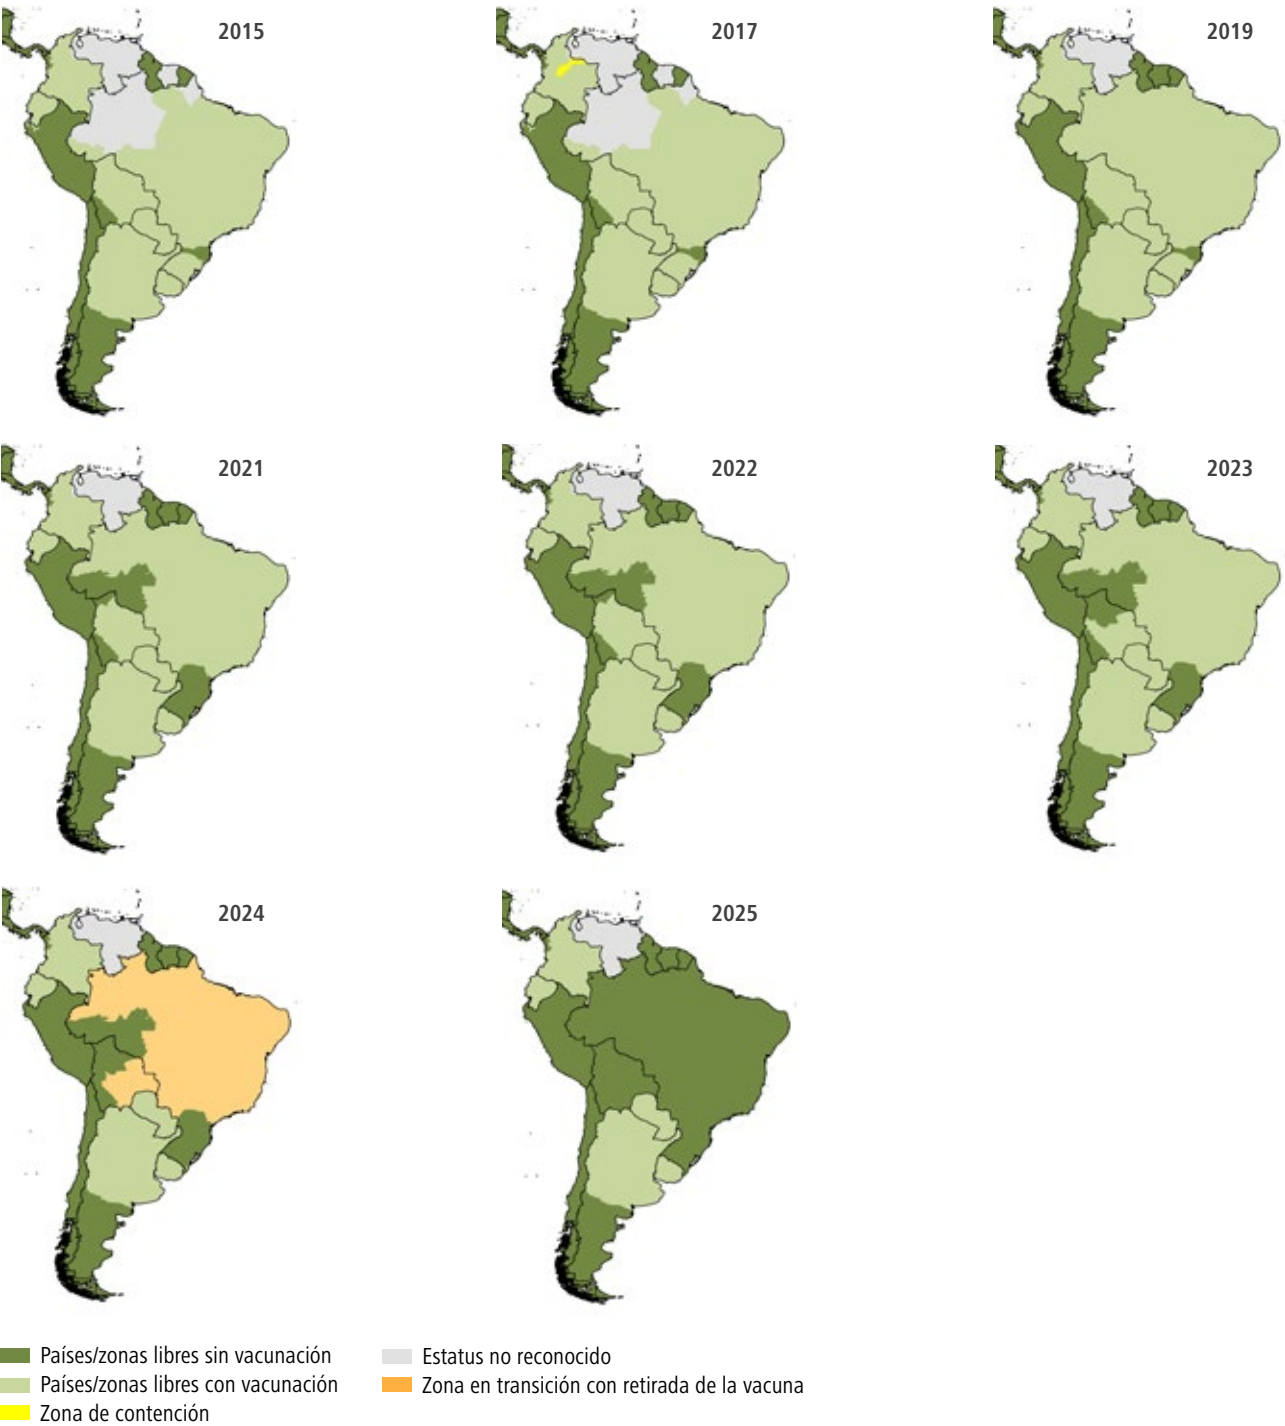 2015
2017
2019
2021
2022
2023
2024
2025
Países/zonas libres sin vacunación
Países/zonas libres con vacunación
Zona de contención
Estatus no reconocido
Zona en transición con retirada de la vacuna